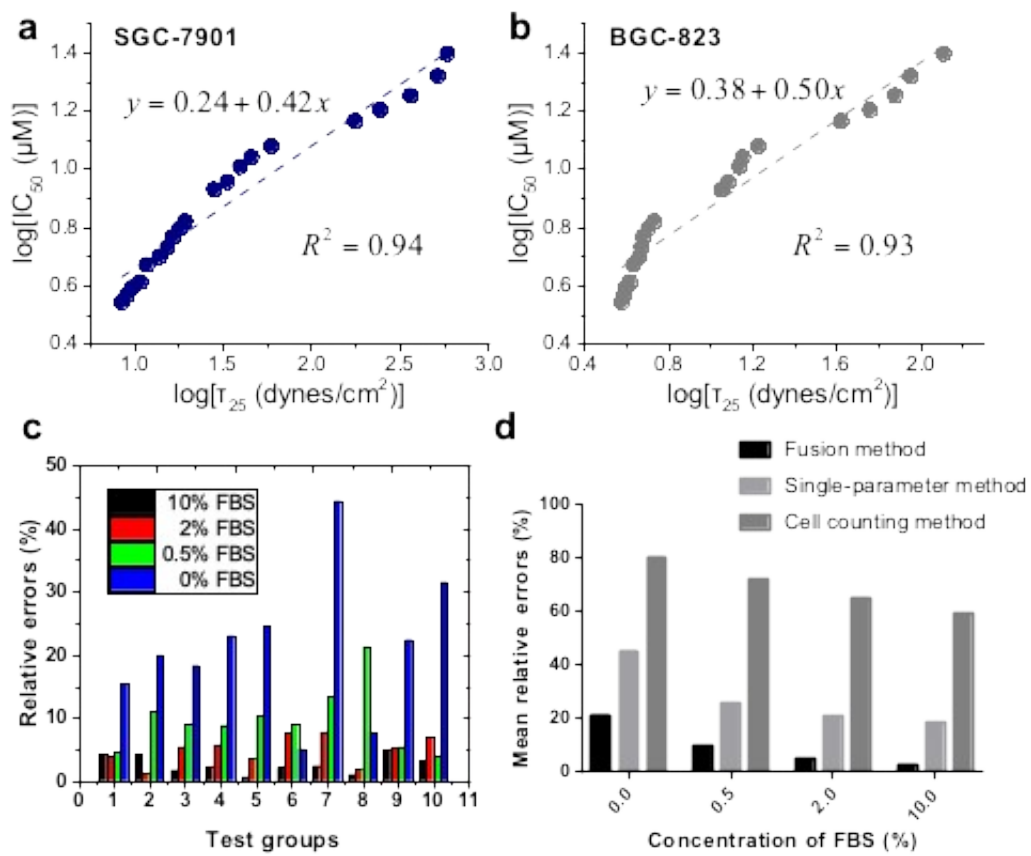 a
SGC-7901
y = 0.24 + 0.42x
R² = 0.94
log[IC₅₀ (μM)]
1.4
1.2
1.0
0.8
0.6
0.4
1.0
1.5
2.0
2.5
3.0
log[τ₂₅ (dynes/cm²)]
b
BGC-823
y = 0.38 + 0.50x
R² = 0.93
log[IC₅₀ (μM)]
1.4
1.2
1.0
0.8
0.6
0.4
0.4
0.8
1.2
1.6
2.0
log[τ₂₅ (dynes/cm²)]
c
10% FBS
2% FBS
0.5% FBS
0% FBS
Relative errors (%)
50
40
30
20
10
0
0 1 2 3 4 5 6 7 8 9 10 11
Test groups
d
Fusion method
Single-parameter method
Cell counting method
Mean relative errors (%)
100
80
60
40
20
0
0.0
0.5
2.0
10.0
Concentration of FBS (%)